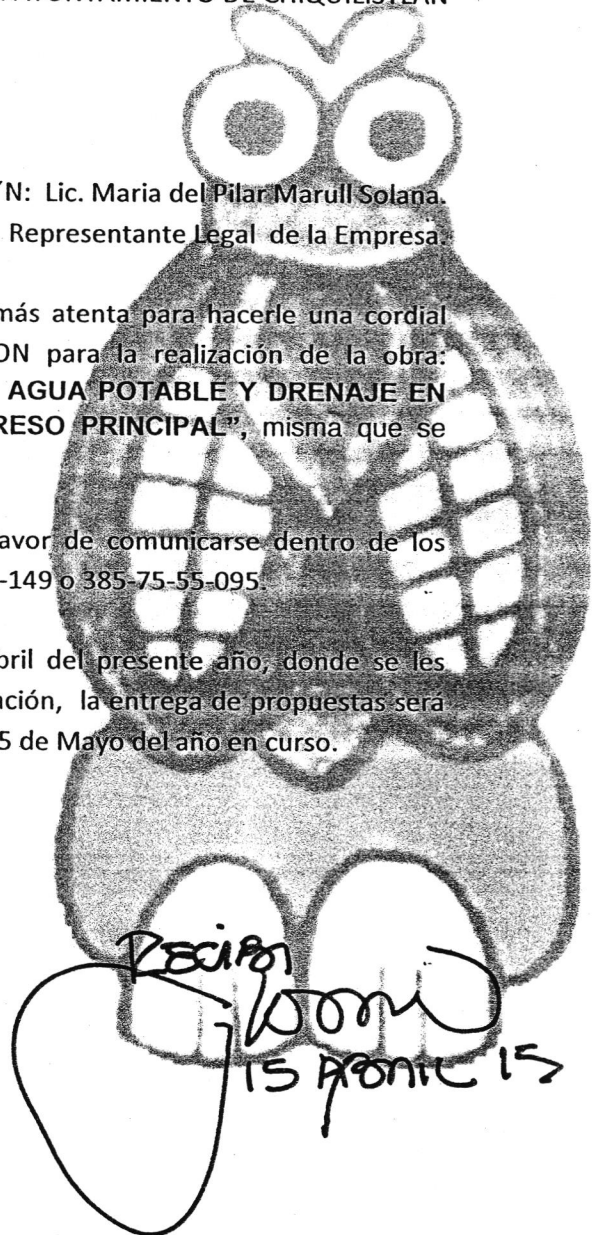 AYUNTAMIENTO DE CHIQUILISTLÁN
´N: Lic. Maria del Pilar Marull Solana.
Representante Legal de la Empresa.
más atenta para hacerle una cordial
ON para la realización de la obra:
AGUA POTABLE Y DRENAJE EN
RESO PRINCIPAL”, misma que se
avor de comunicarse dentro de los
-149 o 385-75-55-095.
bril del presente año, donde se les
ación, la entrega de propuestas será
5 de Mayo del año en curso.
Recibi
15 ABRIL 15